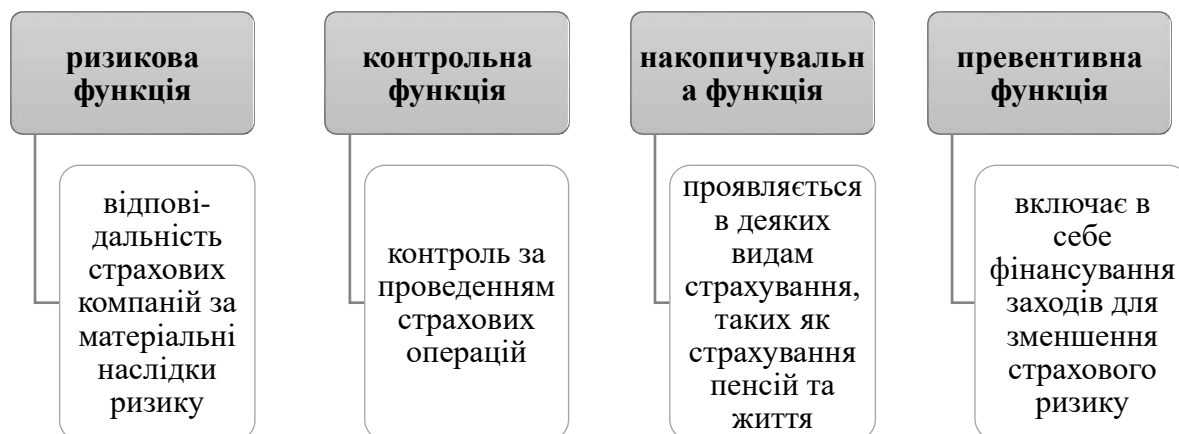 ризикова
функція
контрольна
функція
накопичувальн
а функція
превентивна
функція
відпові-
дальність
страхових
компаній за
матеріальні
наслідки
ризику
контроль за
проведенням
страхових
операцій
проявляється
в деяких
видам
страхування,
таких як
страхування
пенсій та
життя
включає в
себе
фінансування
заходів для
зменшення
страхового
ризику